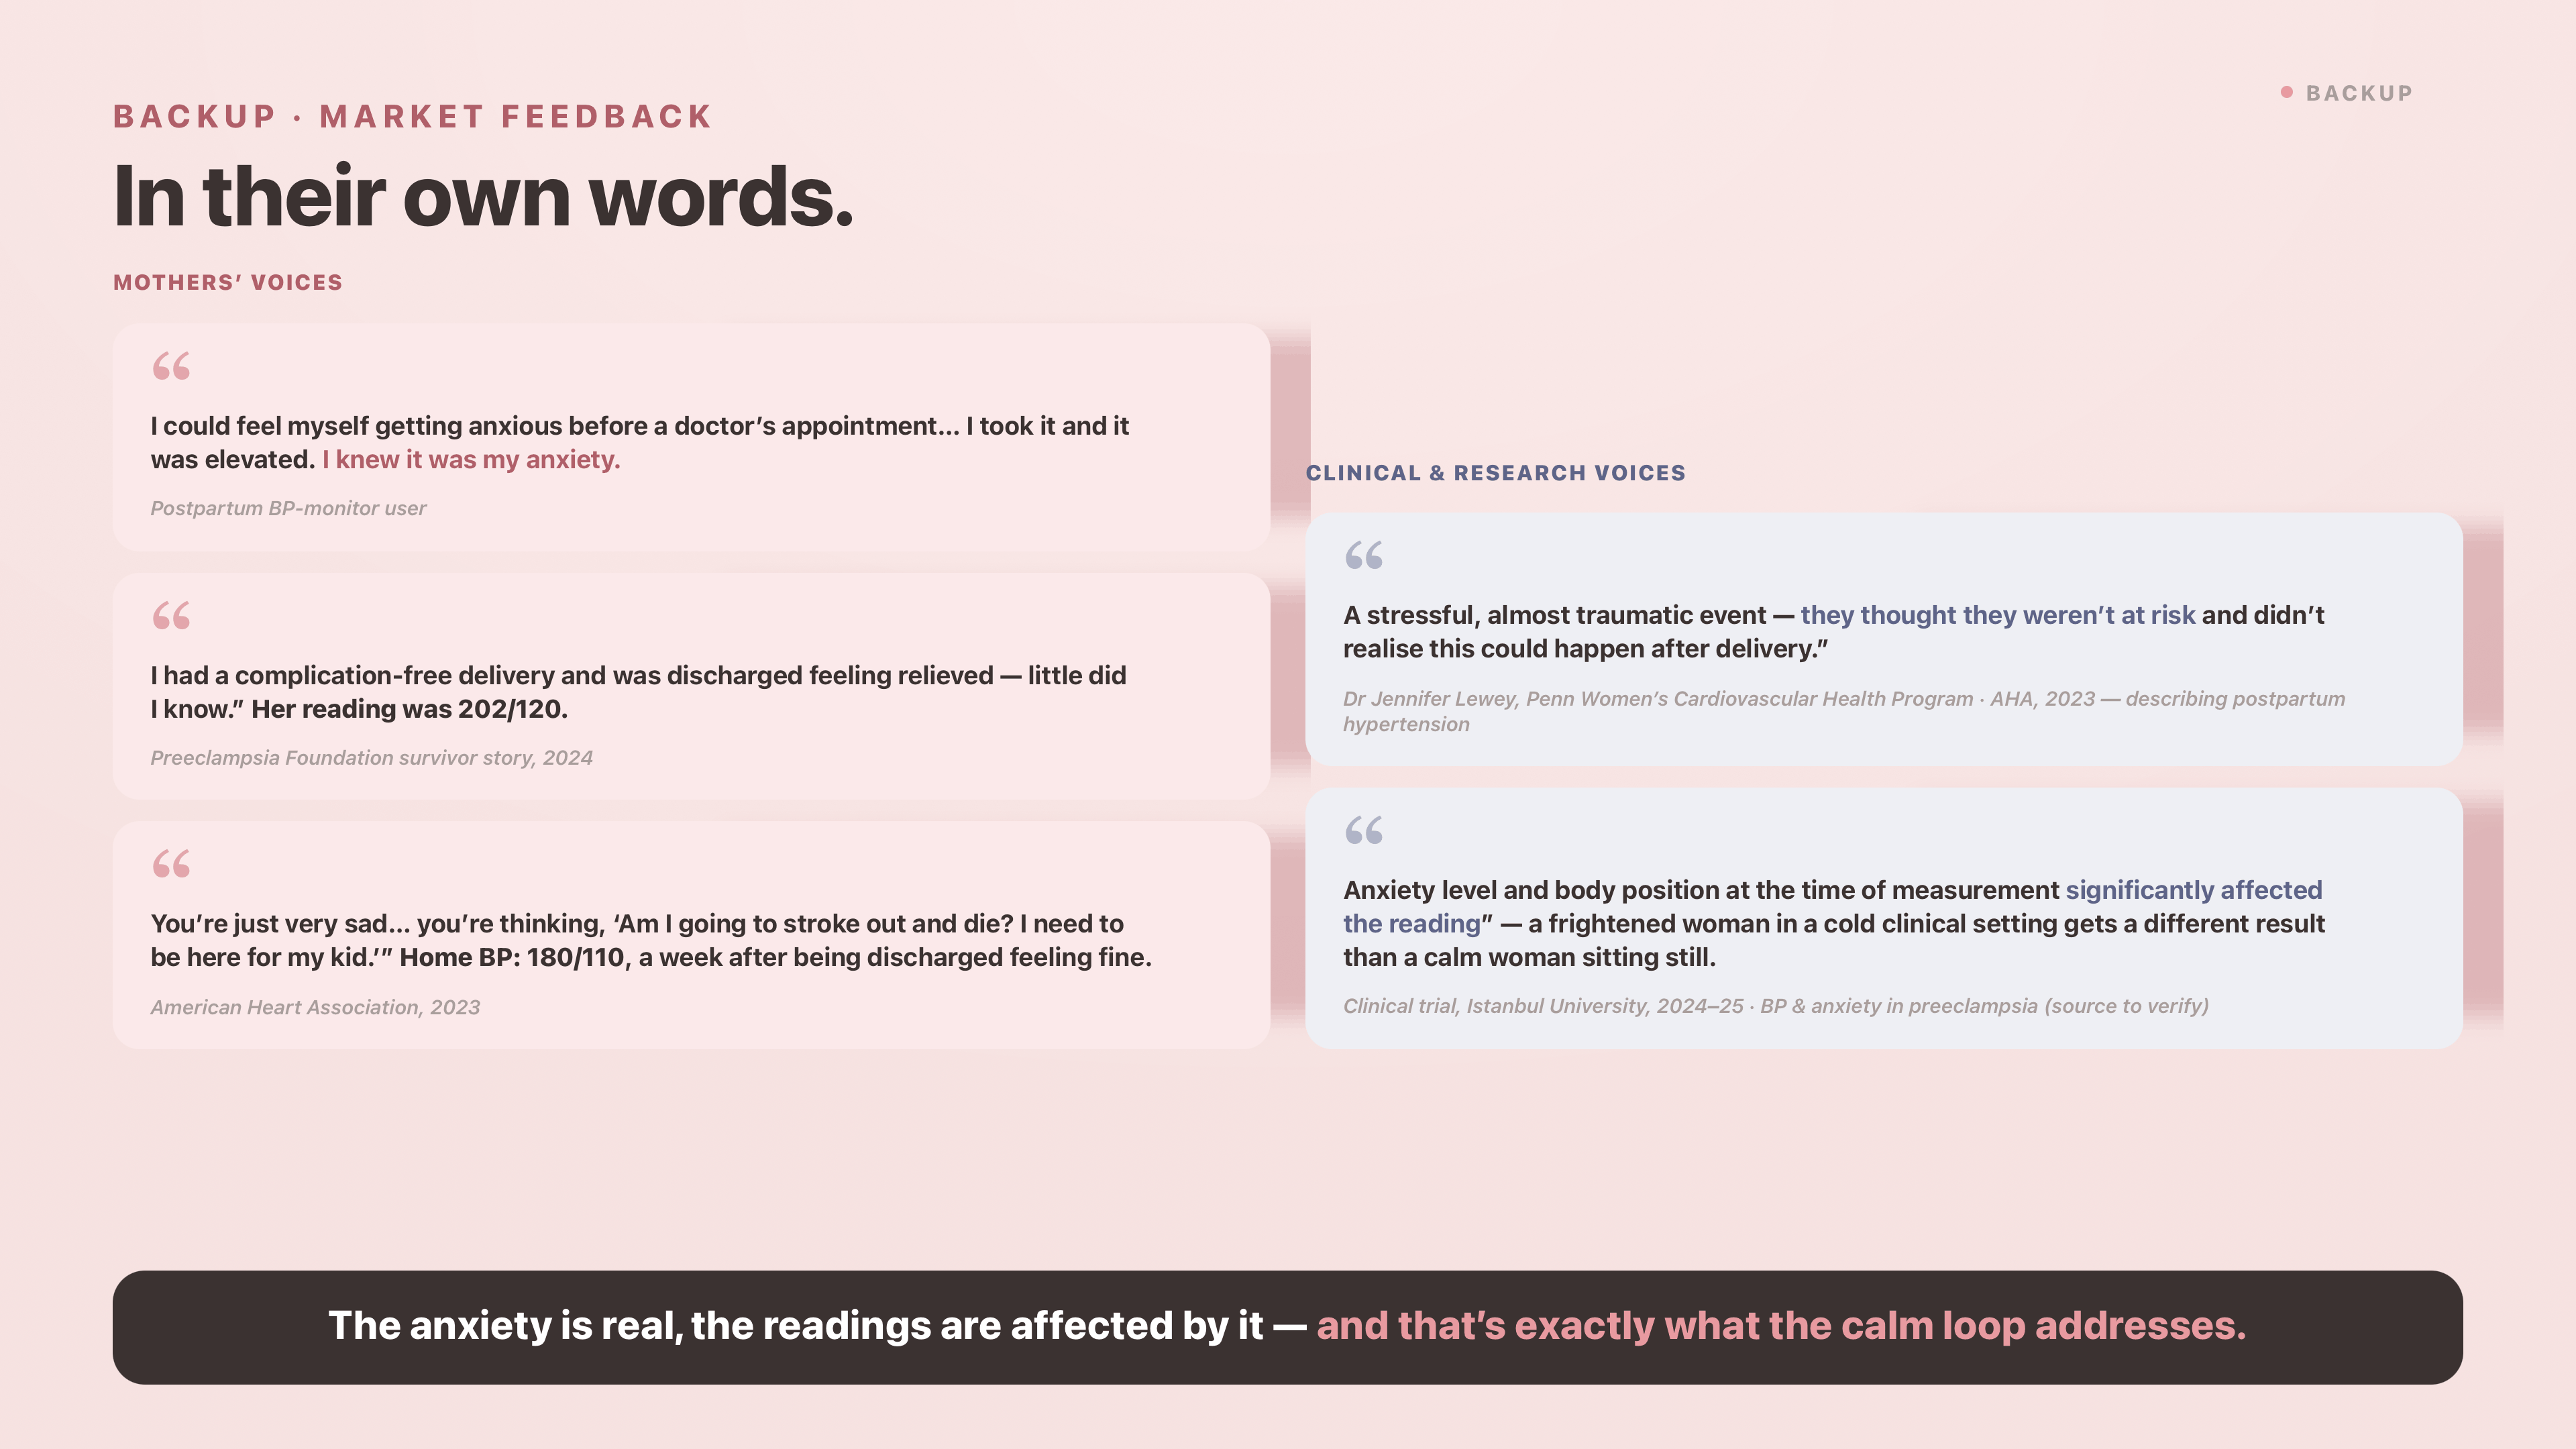 BACKUP · MARKET FEEDBACK
BACKUP
In their own words.
MOTHERS’ VOICES
“
I could feel myself getting anxious before a doctor’s appointment… I took it and it
was elevated. I knew it was my anxiety.
Postpartum BP-monitor user
“
I had a complication-free delivery and was discharged feeling relieved — little did
I know.” Her reading was 202/120.
Preeclampsia Foundation survivor story, 2024
“
You’re just very sad… you’re thinking, ‘Am I going to stroke out and die? I need to
be here for my kid.’” Home BP: 180/110, a week after being discharged feeling fine.
American Heart Association, 2023
CLINICAL & RESEARCH VOICES
“
A stressful, almost traumatic event — they thought they weren’t at risk and didn’t
realise this could happen after delivery.”
Dr Jennifer Lewey, Penn Women’s Cardiovascular Health Program · AHA, 2023 — describing postpartum
hypertension
“
Anxiety level and body position at the time of measurement significantly affected
the reading” — a frightened woman in a cold clinical setting gets a different result
than a calm woman sitting still.
Clinical trial, Istanbul University, 2024–25 · BP & anxiety in preeclampsia (source to verify)
The anxiety is real, the readings are affected by it — and that’s exactly what the calm loop addresses.